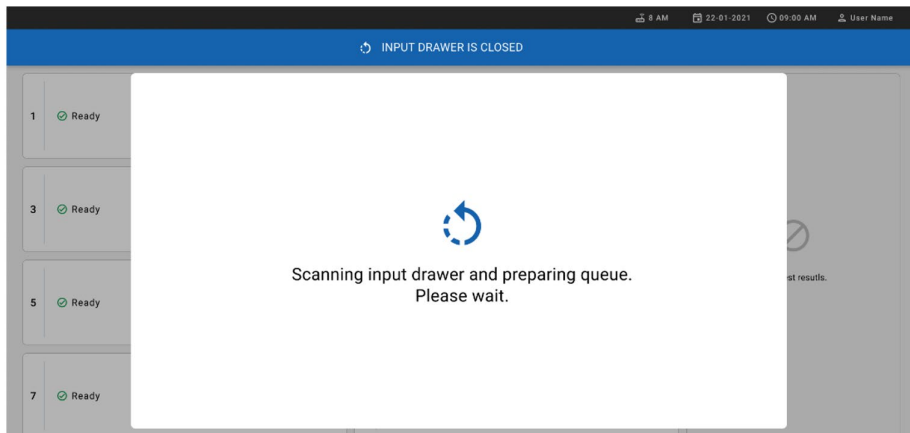 8 AM 22-01-2021 09:00 AM User Name
INPUT DRAWER IS CLOSED
1 Ready
3 Ready
Scanning input drawer and preparing queue.
Please wait.
resutls.
5 Ready
7 Ready